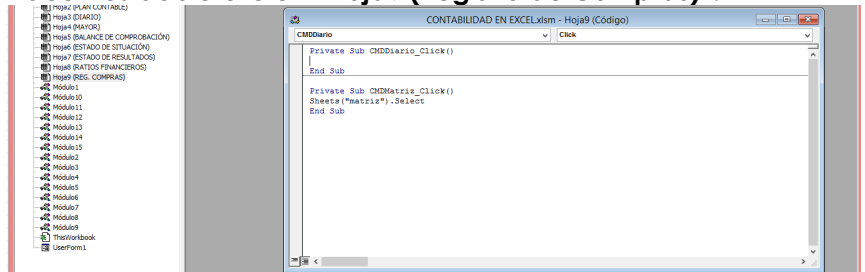 Hoja2 (PLAN CONTABLE)
Hoja3 (DIARIO)
Hoja4 (MAYOR)
Hoja5 (BALANCE DE COMPROBACIÓN)
Hoja6 (ESTADO DE SITUACIÓN)
Hoja7 (ESTADO DE RESULTADOS)
Hoja8 (RATIOS FINANCIEROS)
Hoja9 (REG. COMPRAS)
Módulo1
Módulo10
Módulo11
Módulo12
Módulo13
Módulo14
Módulo15
Módulo2
Módulo3
Módulo4
Módulo5
Módulo6
Módulo7
Módulo8
Módulo9
ThisWorkbook
UserForm1
CONTABILIDAD EN EXCEL.xlsm - Hoja9 (Código)
CMDDiario
Click
Private Sub CMDDiario_Click()
End Sub
Private Sub CMDMatriz_Click()
Sheets("matriz").Select
End Sub